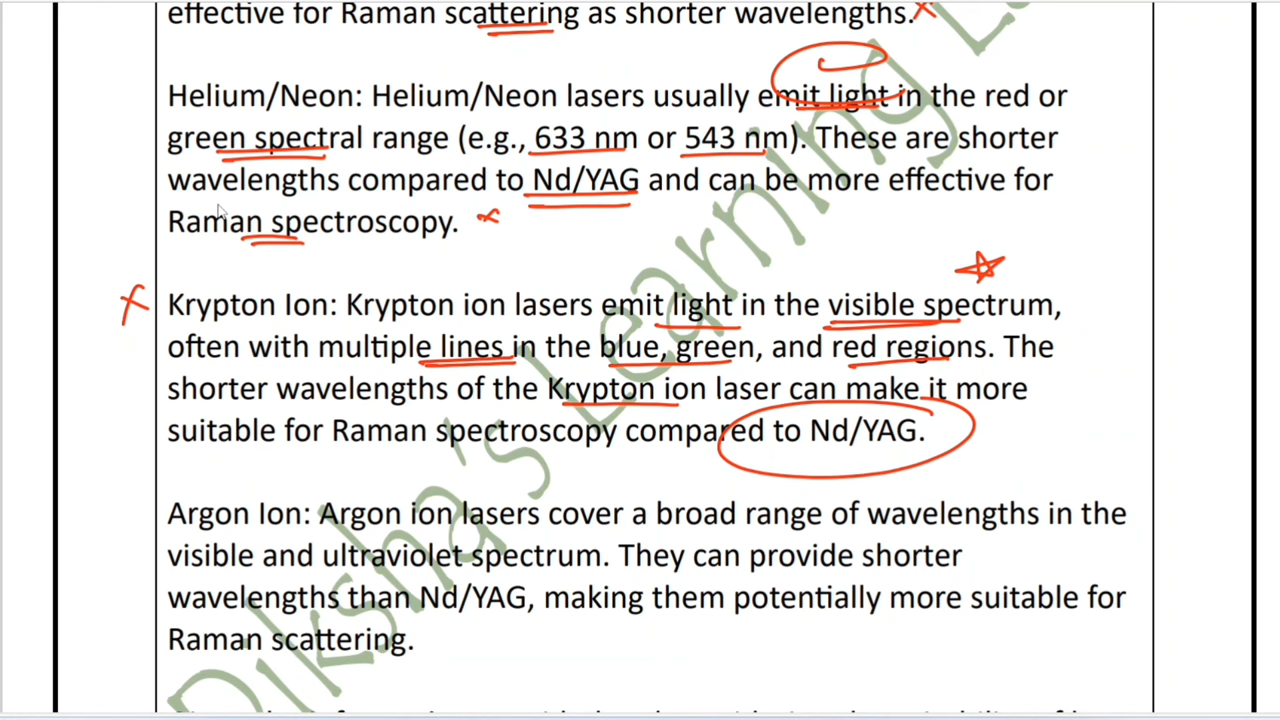 effective for Raman scattering as shorter wavelengths.
Helium/Neon: Helium/Neon lasers usually emit light in the red or
green spectral range (e.g., 633 nm or 543 nm). These are shorter
wavelengths compared to Nd/YAG and can be more effective for
Raman spectroscopy.
Krypton Ion: Krypton ion lasers emit light in the visible spectrum,
often with multiple lines in the blue, green, and red regions. The
shorter wavelengths of the Krypton ion laser can make it more
suitable for Raman spectroscopy compared to Nd/YAG.
Argon Ion: Argon ion lasers cover a broad range of wavelengths in the
visible and ultraviolet spectrum. They can provide shorter
wavelengths than Nd/YAG, making them potentially more suitable for
Raman scattering.
Diksha's Learning